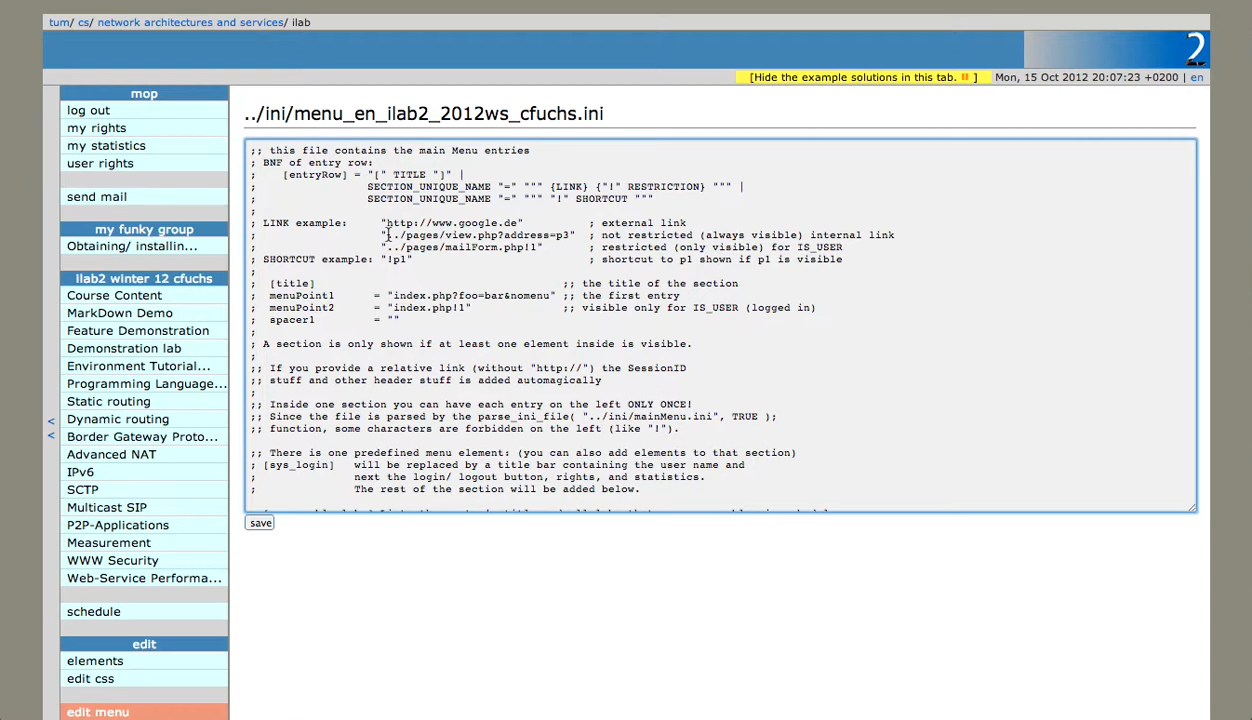 tum/ cs/ network architectures and services/ ilab
2
[Hide the example solutions in this tab. ] Mon, 15 Oct 2012 20:07:23 +0200 | en
mop
log out
my rights
my statistics
user rights
send mail
my funky group
Obtaining/ installin...
ilab2 winter 12 cfuchs
Course Content
MarkDown Demo
Feature Demonstration
Demonstration lab
Environment Tutorial...
Programming Language...
Static routing
< Dynamic routing
< Border Gateway Proto...
Advanced NAT
IPv6
SCTP
Multicast SIP
P2P-Applications
Measurement
WWW Security
Web-Service Performa...
schedule
edit
elements
edit css
edit menu
../ini/menu_en_ilab2_2012ws_cfuchs.ini
;; this file contains the main Menu entries
; BNF of entry row:
;    [entryRow] = "[" TITLE "]" |
;                 SECTION_UNIQUE_NAME "=" """ {LINK} {"!" RESTRICTION} """ |
;                 SECTION_UNIQUE_NAME "=" """ "!" SHORTCUT """
;
; LINK example:     "http://www.google.de"          ; external link
;                   "../pages/view.php?address=p3"  ; not restricted (always visible) internal link
;                   "../pages/mailForm.php!1"       ; restricted (only visible) for IS_USER
; SHORTCUT example: "!p1"                           ; shortcut to p1 shown if p1 is visible
;
;  [title]                                      ;; the title of the section
;  menuPoint1     = "index.php?foo=bar&nomenu" ;; the first entry
;  menuPoint2     = "index.php!1"              ;; visible only for IS_USER (logged in)
;  spacer1        = ""
;
; A section is only shown if at least one element inside is visible.
;
;; If you provide a relative link (without "http://") the SessionID
;; stuff and other header stuff is added automagically
;
;; Inside one section you can have each entry on the left ONLY ONCE!
;; Since the file is parsed by the parse_ini_file( "../ini/mainMenu.ini", TRUE );
;; function, some characters are forbidden on the left (like "!").
;; There is one predefined menu element: (you can also add elements to that section)
; [sys_login]   will be replaced by a title bar containing the user name and
;               next the login/ logout button, rights, and statistics.
;               The rest of the section will be added below.
save